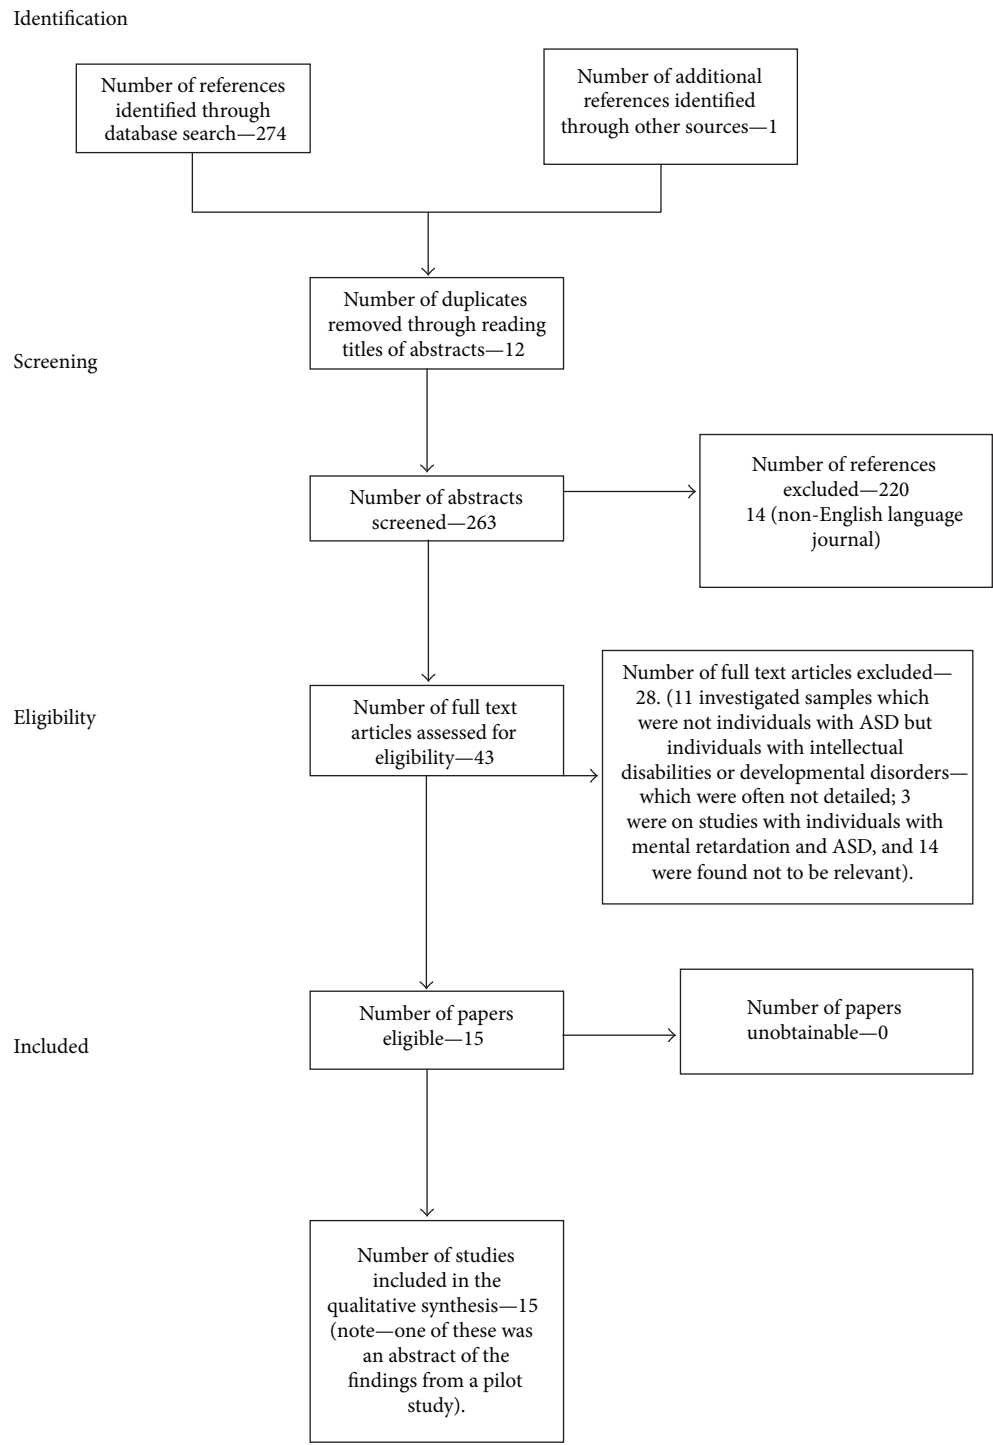 Identification
Number of references
identified through
database search—274
Number of additional
references identified
through other sources—1
Number of duplicates
removed through reading
titles of abstracts—12
Screening
Number of abstracts
screened—263
Number of references
excluded—220
14 (non-English language
journal)
Eligibility
Number of full text
articles assessed for
eligibility—43
Number of full text articles excluded—
28. (11 investigated samples which
were not individuals with ASD but
individuals with intellectual
disabilities or developmental disorders—
which were often not detailed; 3
were on studies with individuals with
mental retardation and ASD, and 14
were found not to be relevant).
Included
Number of papers
eligible—15
Number of papers
unobtainable—0
Number of studies
included in the
qualitative synthesis—15
(note—one of these was
an abstract of the
findings from a pilot
study).